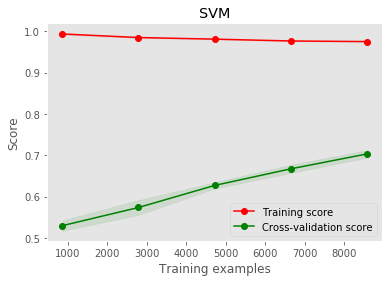 SVM
1.0
0.9
0.8
0.7
0.6
0.5
Score
Training score
Cross-validation score
1000 2000 3000 4000 5000 6000 7000 8000
Training examples